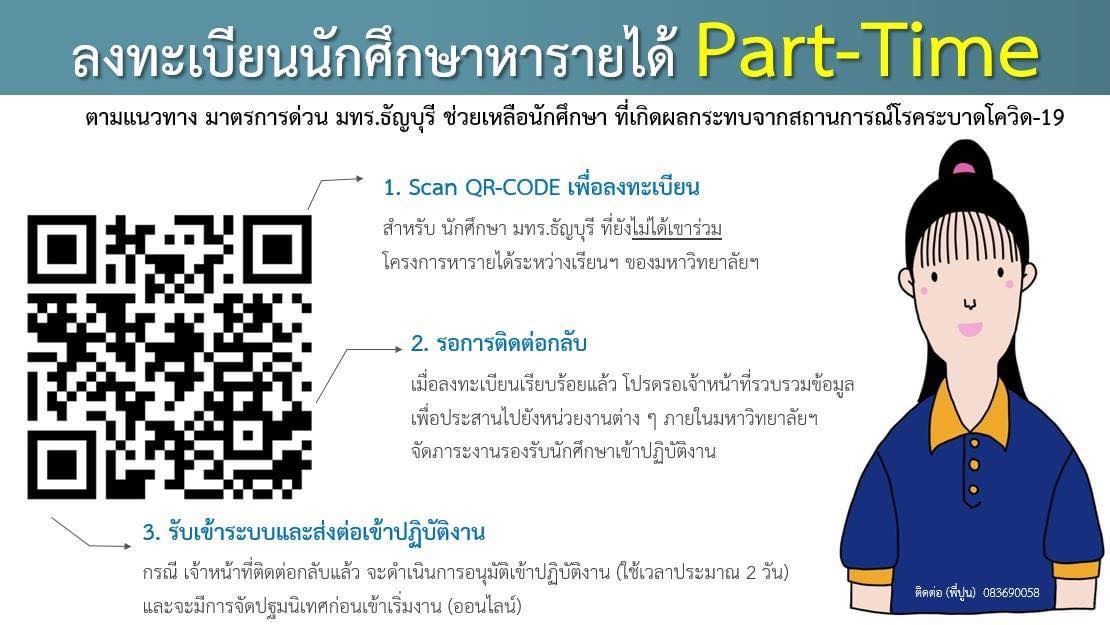 ลงทะเบียนนักศึกษาหารายได้ Part-Time
ตามแนวทาง มาตรการด่วน มทร.ธัญบุรี ช่วยเหลือนักศึกษา ที่เกิดผลกระทบจากสถานการณ์โรคระบาดโควิด-19
1. Scan QR-CODE เพื่อลงทะเบียน
สำหรับ นักศึกษา มทร.ธัญบุรี ที่ยังไม่ได้เขาร่วม
โครงการหารายได้ระหว่างเรียนฯ ของมหาวิทยาลัยฯ
2. รอการติดต่อกลับ
เมื่อลงทะเบียนเรียบร้อยแล้ว โปรดรอเจ้าหน้าที่รวบรวมข้อมูล
เพื่อประสานไปยังหน่วยงานต่าง ๆ ภายในมหาวิทยาลัยฯ
จัดภาระงานรองรับนักศึกษาเข้าปฏิบัติงาน
3. รับเข้าระบบและส่งต่อเข้าปฏิบัติงาน
กรณี เจ้าหน้าที่ติดต่อกลับแล้ว จะดำเนินการอนุมัติเข้าปฏิบัติงาน (ใช้เวลาประมาณ 2 วัน)
และจะมีการจัดปฐมนิเทศก่อนเข้าเริ่มงาน (ออนไลน์)
ติดต่อ (พี่ปูน) 083690058